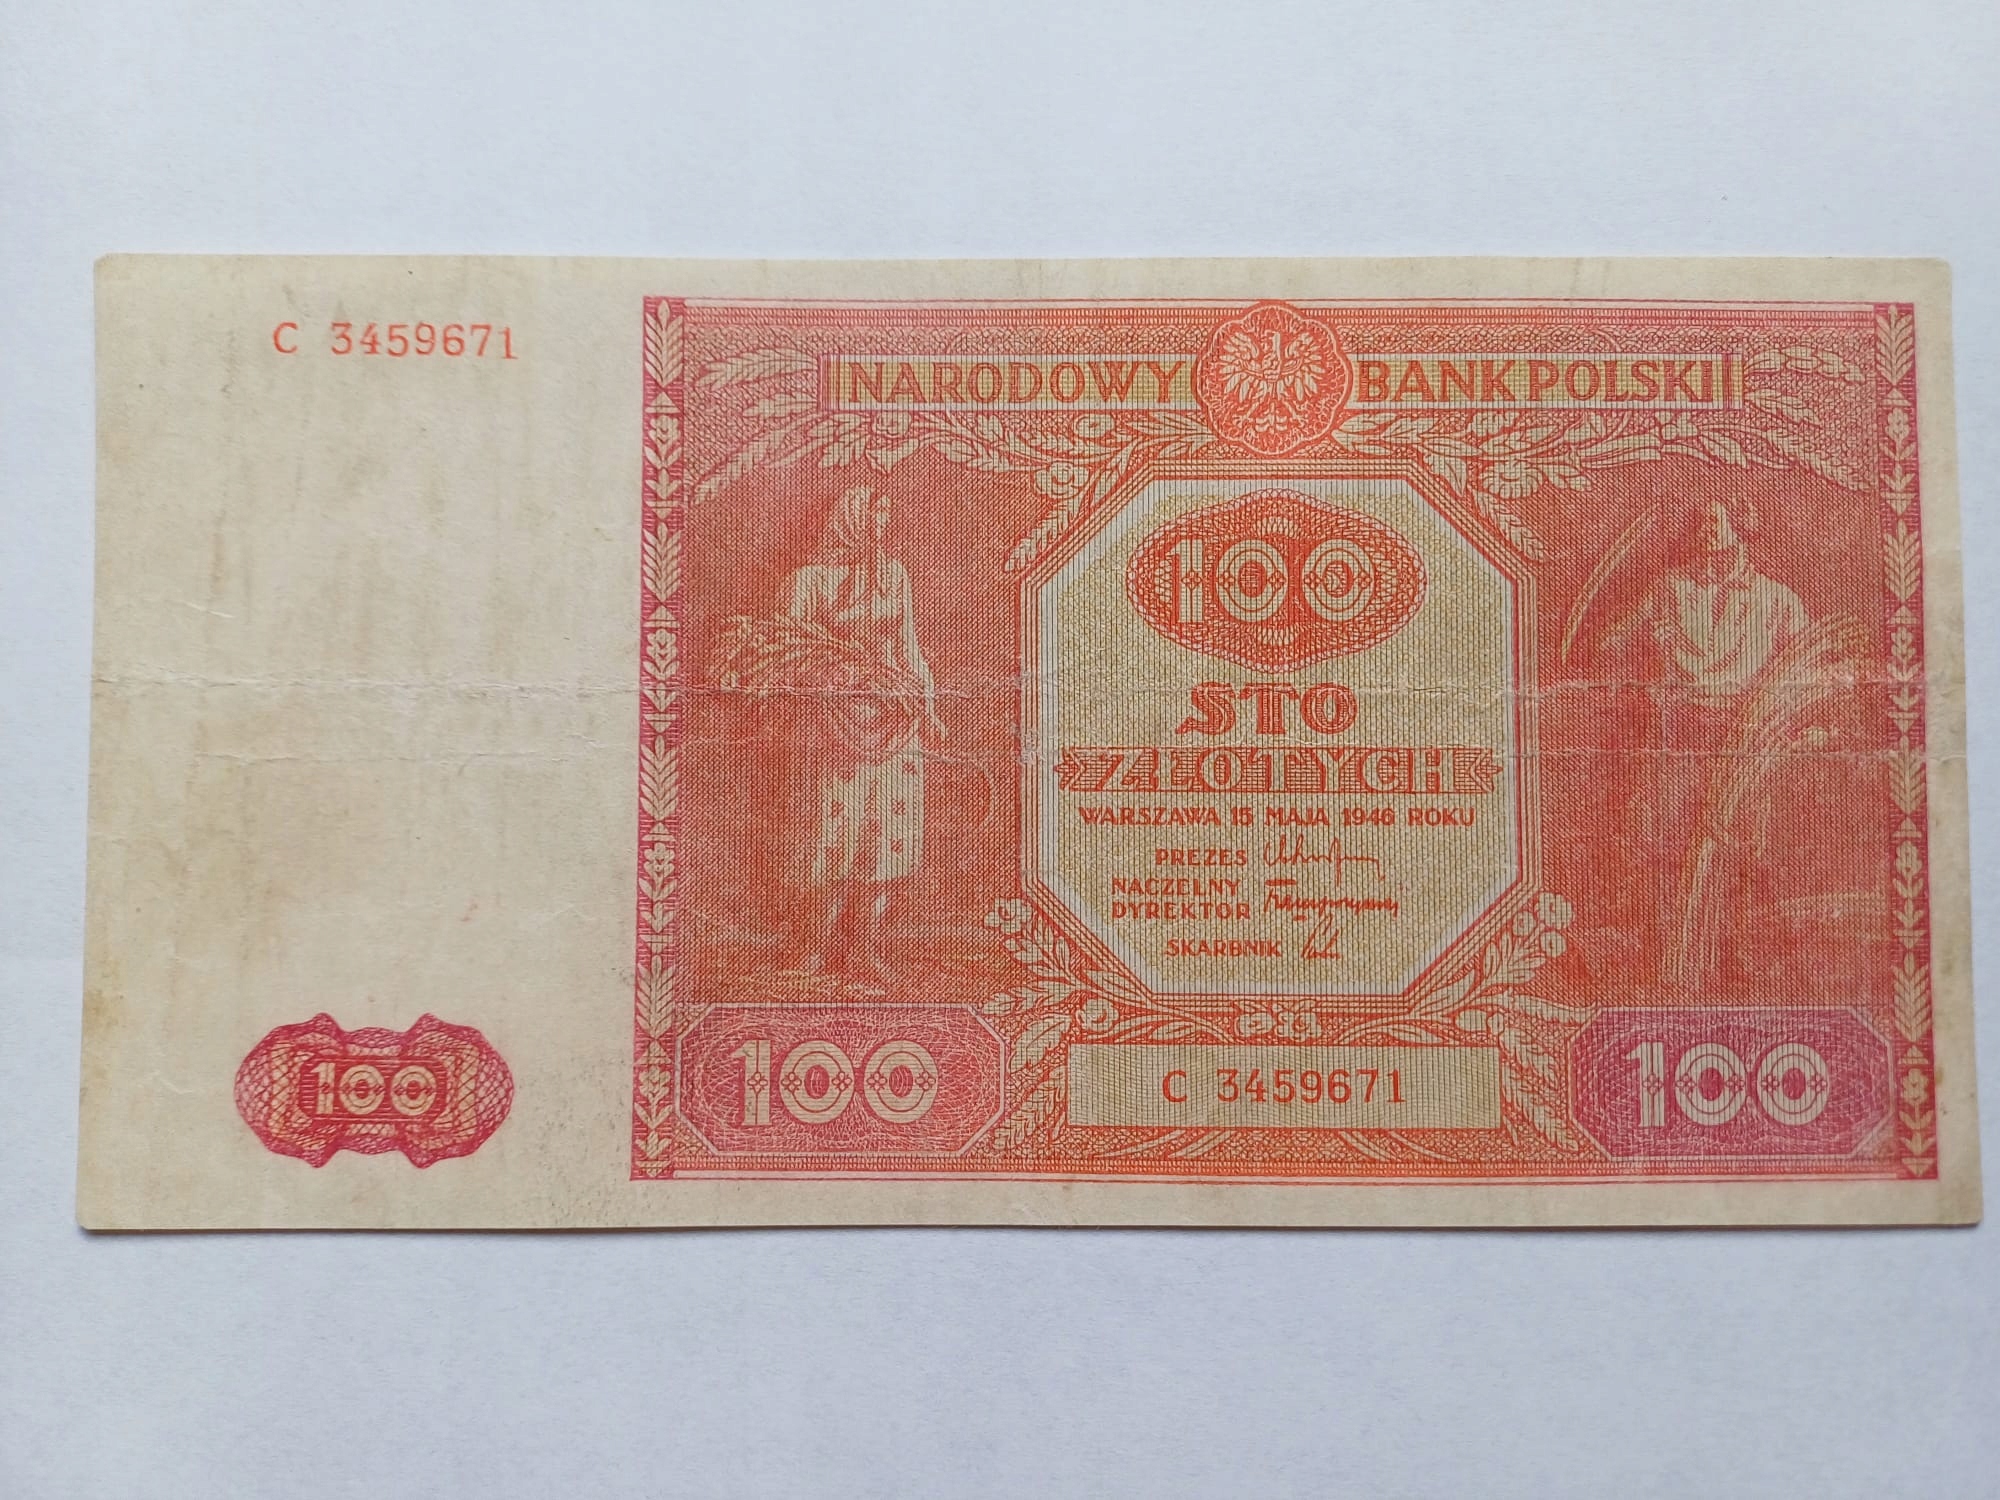 C 3459671
NARODOWY BANK POLSKI
100
STO
ZŁOTYCH
WARSZAWA 15 MAJA 1946 ROKU
PREZES
NACZELNY
DYREKTOR
SKARBNIK
100
100
C 3459671
100